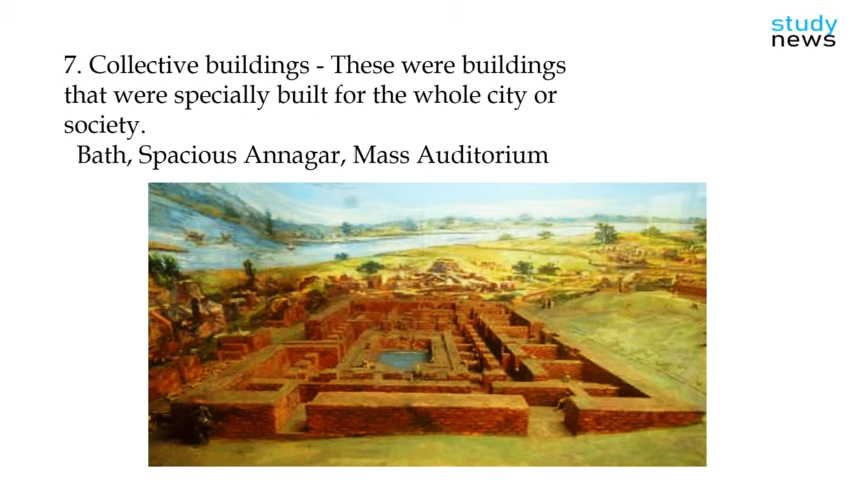 study
news
7. Collective buildings - These were buildings
that were specially built for the whole city or
society.
Bath, Spacious Annagar, Mass Auditorium